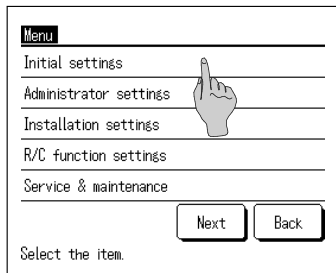 Menu
Initial settings
Administrator settings
Installation settings
R/C function settings
Service & maintenance
Next Back
Select the item.